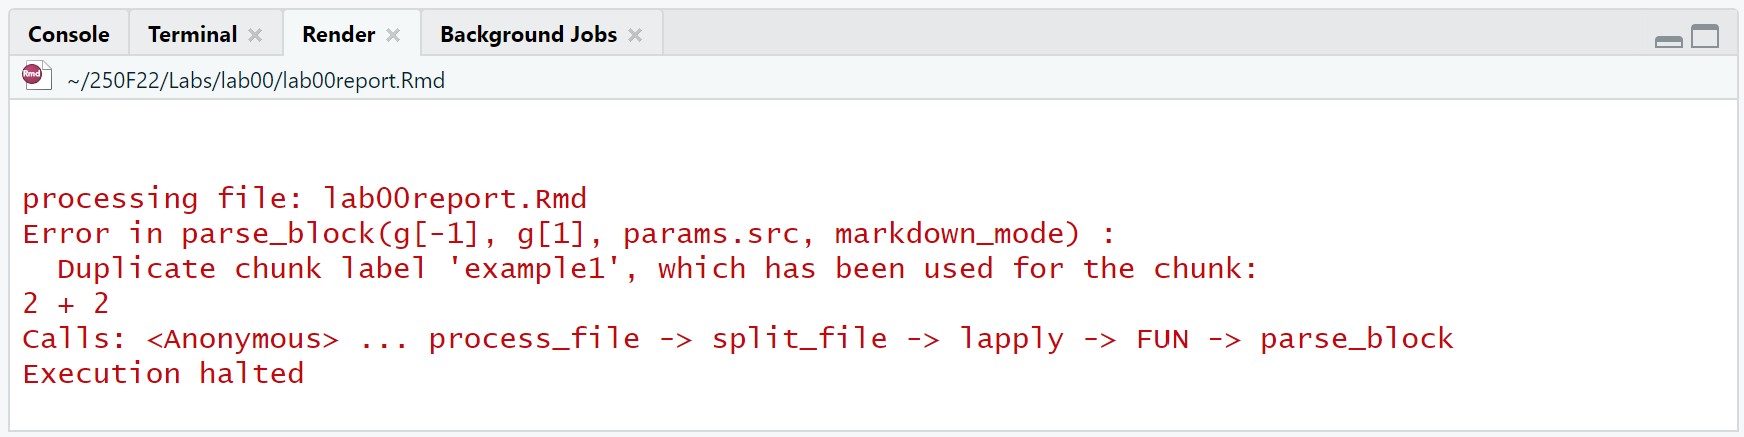 Console Terminal Render Background Jobs
Rmd ~/250F22/Labs/lab00/lab00report.Rmd
processing file: lab00report.Rmd
Error in parse_block(g[-1], g[1], params.src, markdown_mode) :
  Duplicate chunk label 'example1', which has been used for the chunk:
2 + 2
Calls: <Anonymous> ... process_file -> split_file -> lapply -> FUN -> parse_block
Execution halted